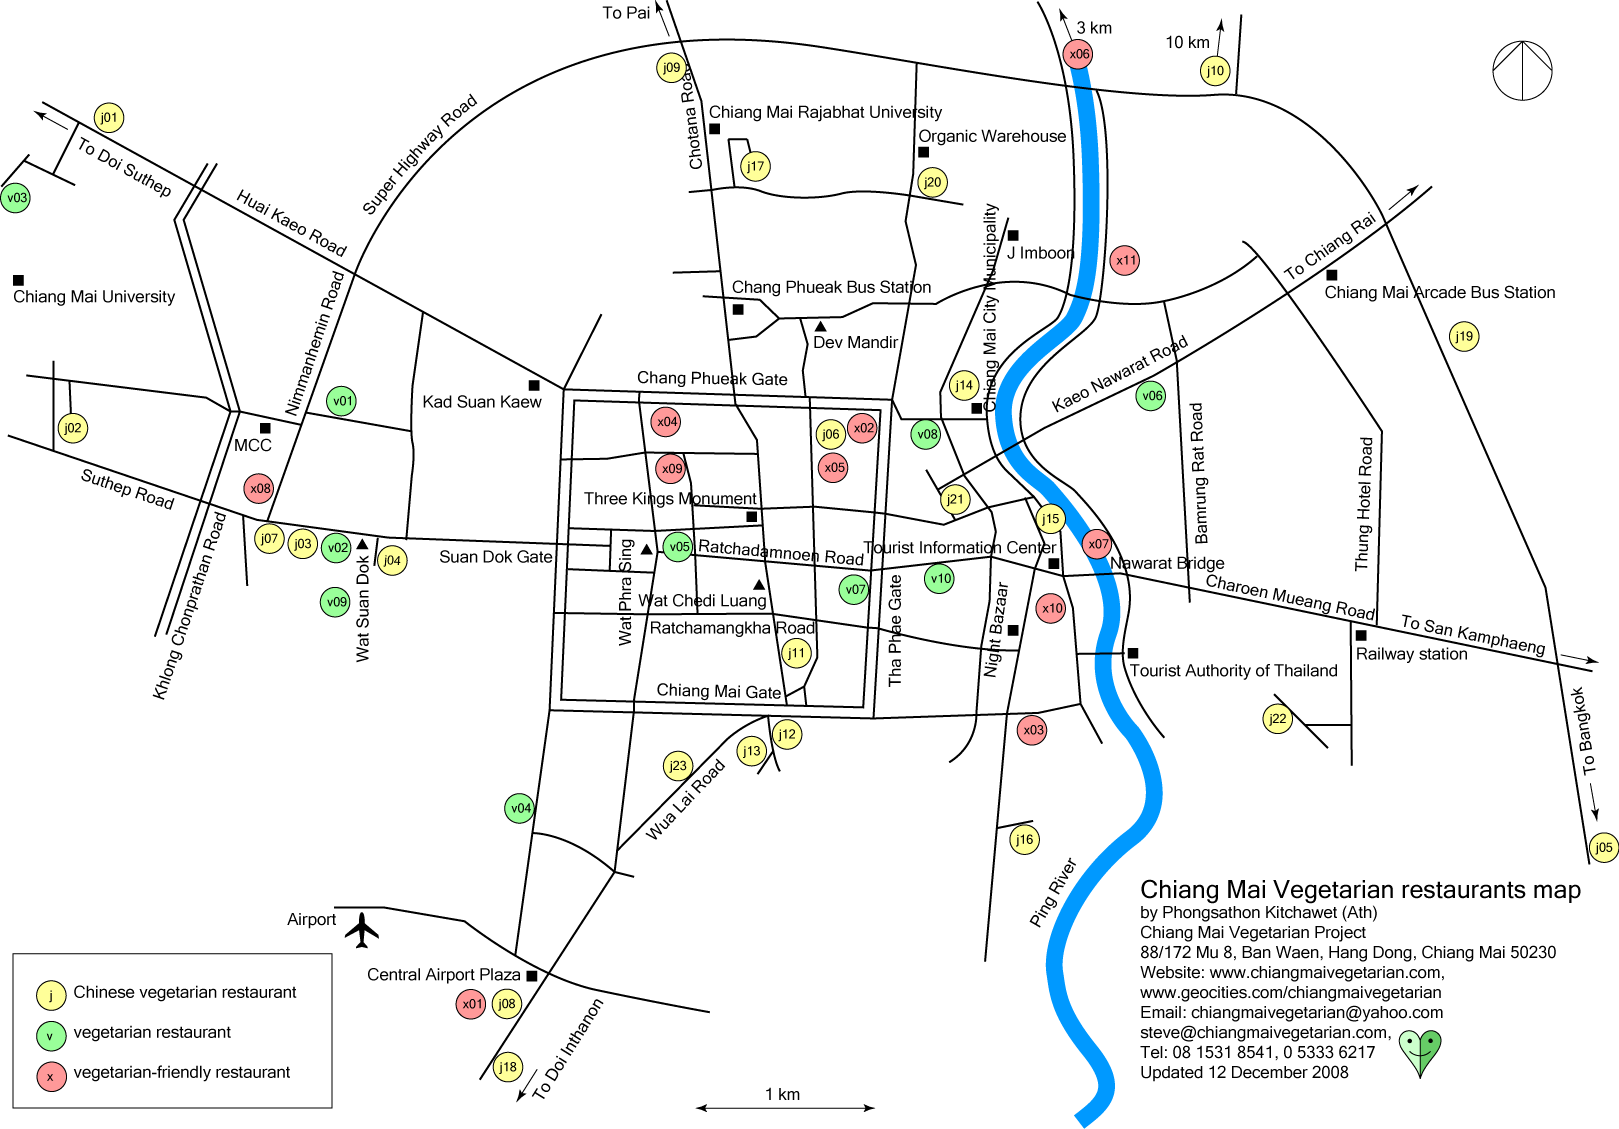 To Pai
3 km
10 km
x06
j09
j10
j01
Chotana Road
Chiang Mai Rajabhat University
Organic Warehouse
Super Highway Road
To Doi Suthep
j17
j20
v03
Huai Kaeo Road
Chiang Mai City Municipality
J Imboon
x11
To Chiang Rai
Chiang Mai University
Chang Phueak Bus Station
Chiang Mai Arcade Bus Station
Nimmanhemin Road
Dev Mandir
j19
Kaeo Nawarat Road
Chang Phueak Gate
j14
v01
Kad Suan Kaew
v06
j02
MCC
x04
j06
x02
v08
Bamrung Rat Road
Thung Hotel Road
x09
x05
Suthep Road
x08
Three Kings Monument
j21
j15
j07
j03
v02
j04
Suan Dok Gate
v05
Ratchadamnoen Road
Tourist Information Center
x07
Nawarat Bridge
Khlong Chonprathan Road
Wat Suan Dok
Wat Phra Sing
v07
v10
Charoen Mueang Road
v09
Wat Chedi Luang
Tha Phae Gate
Night Bazaar
x10
Ratchamangkha Road
To San Kamphaeng
j11
Railway station
Tourist Authority of Thailand
Chiang Mai Gate
j22
x03
j12
j13
j23
To Bangkok
Wua Lai Road
v04
j16
j05
Ping River
Airport
Central Airport Plaza
x01
j08
j18
To Doi Inthanon
1 km
j
Chinese vegetarian restaurant
v
vegetarian restaurant
x
vegetarian-friendly restaurant
Chiang Mai Vegetarian restaurants map
by Phongsathon Kitchawet (Ath)
Chiang Mai Vegetarian Project
88/172 Mu 8, Ban Waen, Hang Dong, Chiang Mai 50230
Website: www.chiangmaivegetarian.com,
www.geocities.com/chiangmaivegetarian
Email: chiangmaivegetarian@yahoo.com
steve@chiangmaivegetarian.com,
Tel: 08 1531 8541, 0 5333 6217
Updated 12 December 2008